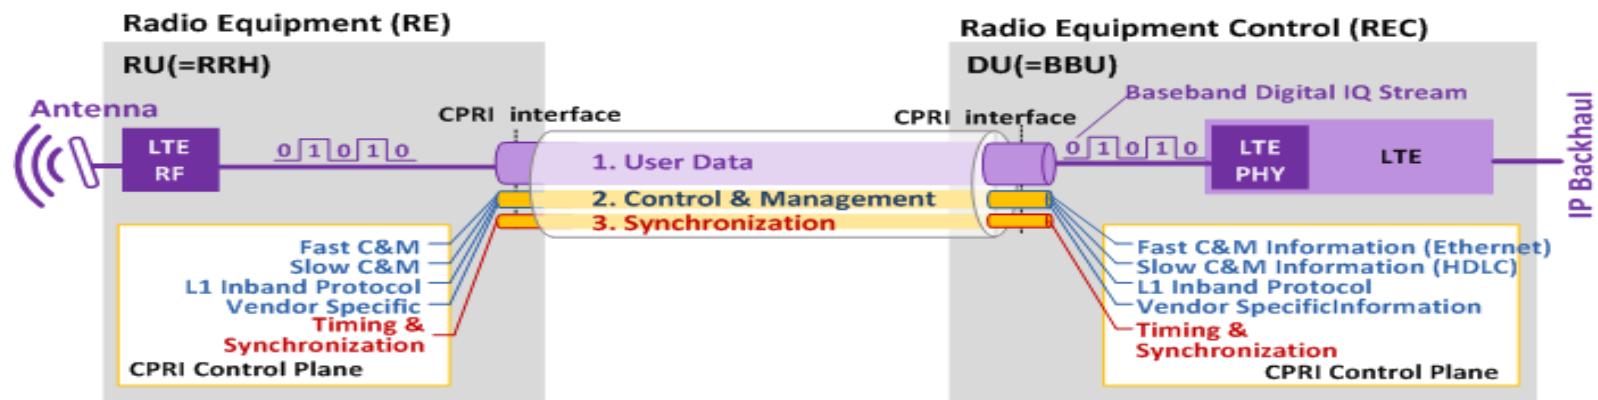 Radio Equipment (RE)
RU(=RRH)
Antenna
LTE
RF
0 1 0 1 0
CPRI interface
Fast C&M
Slow C&M
L1 Inband Protocol
Vendor Specific
Timing &
Synchronization
CPRI Control Plane
1. User Data
2. Control & Management
3. Synchronization
Radio Equipment Control (REC)
DU(=BBU)
Baseband Digital IQ Stream
CPRI interface
0 1 0 1 0
LTE
PHY
LTE
IP Backhaul
Fast C&M Information (Ethernet)
Slow C&M Information (HDLC)
L1 Inband Protocol
Vendor SpecificInformation
Timing &
Synchronization
CPRI Control Plane